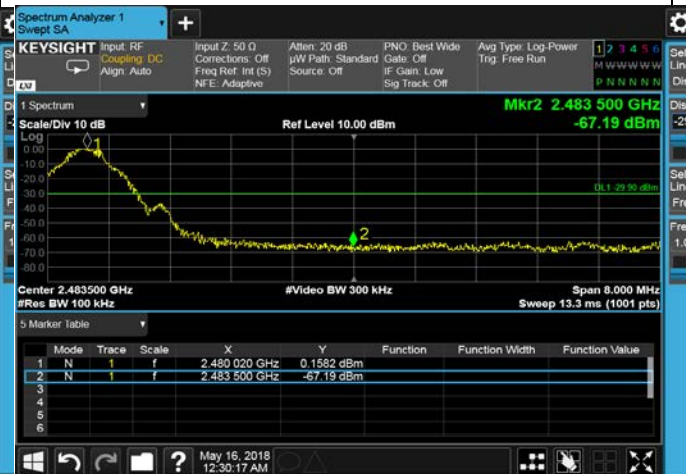 Spectrum Analyzer 1
Swept SA
KEYSIGHT
LXI
Input: RF
Coupling: DC
Align: Auto
Input Z: 50 Ω
Corrections: Off
Freq Ref: Int (S)
NFE: Adaptive
Atten: 20 dB
µW Path: Standard
Source: Off
PNO: Best Wide
Gate: Off
IF Gain: Low
Sig Track: Off
Avg Type: Log-Power
Trig: Free Run
1 2 3 4 5 6
M W W W W W
P N N N N N
1 Spectrum
Scale/Div 10 dB
Ref Level 10.00 dBm
Mkr2 2.483 500 GHz
-67.19 dBm
Log
0.00
-10.0
-20.0
-30.0
-40.0
-50.0
-60.0
-70.0
-80.0
1
2
DL1 -29.90 dBm
Center 2.483500 GHz
#Video BW 300 kHz
Span 8.000 MHz
#Res BW 100 kHz
Sweep 13.3 ms (1001 pts)
5 Marker Table
Mode Trace Scale X Y Function Function Width Function Value
1 N 1 f 2.480 020 GHz 0.1582 dBm
2 N 1 f 2.483 500 GHz -67.19 dBm
3
4
5
6
?
May 16, 2018
12:30:17 AM